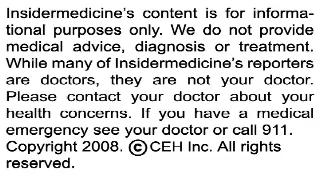 Insidermedicine's content is for informa-
tional purposes only. We do not provide
medical advice, diagnosis or treatment.
While many of Insidermedicine's reporters
are doctors, they are not your doctor.
Please contact your doctor about your
health concerns. If you have a medical
emergency see your doctor or call 911.
Copyright 2008. ©CEH Inc. All rights
reserved.